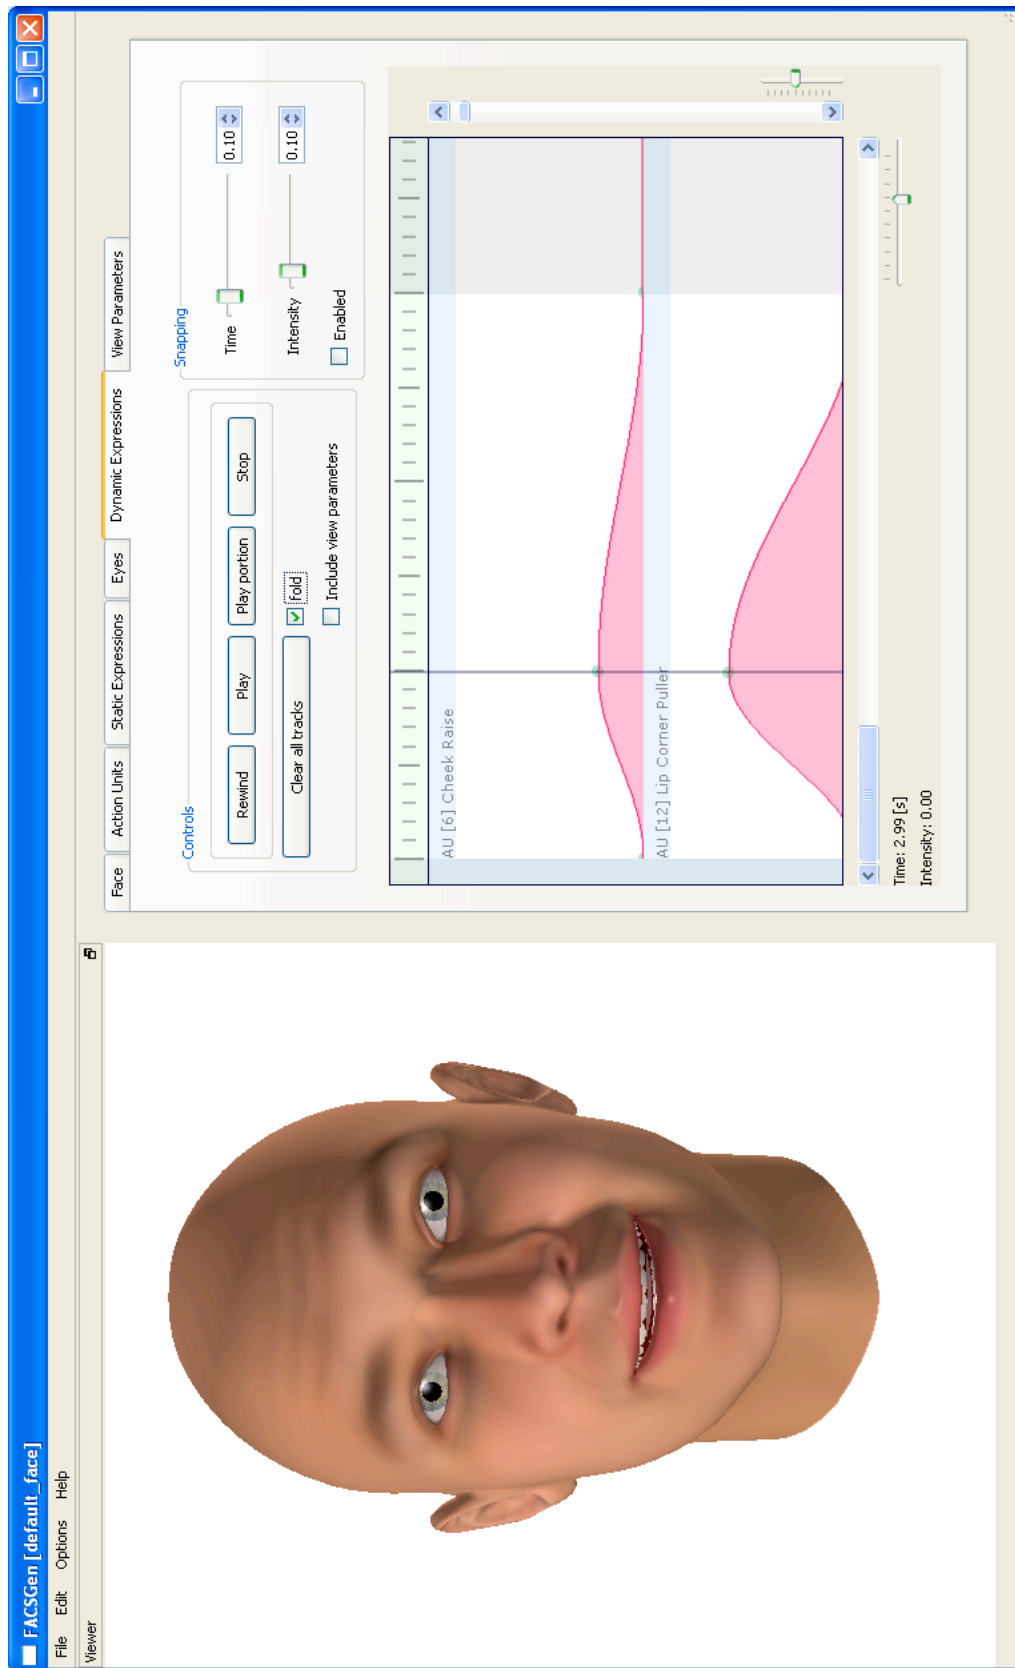 FACSGen [default_face]
File Edit Options Help
Viewer
Face Action Units Static Expressions Eyes Dynamic Expressions View Parameters
Controls
Rewind Play Play portion Stop
Clear all tracks fold
Include view parameters
Snapping
Time 0.10
Intensity 0.10
Enabled
AU [6] Cheek Raise
AU [12] Lip Corner Puller
Time: 2.99 [s]
Intensity: 0.00